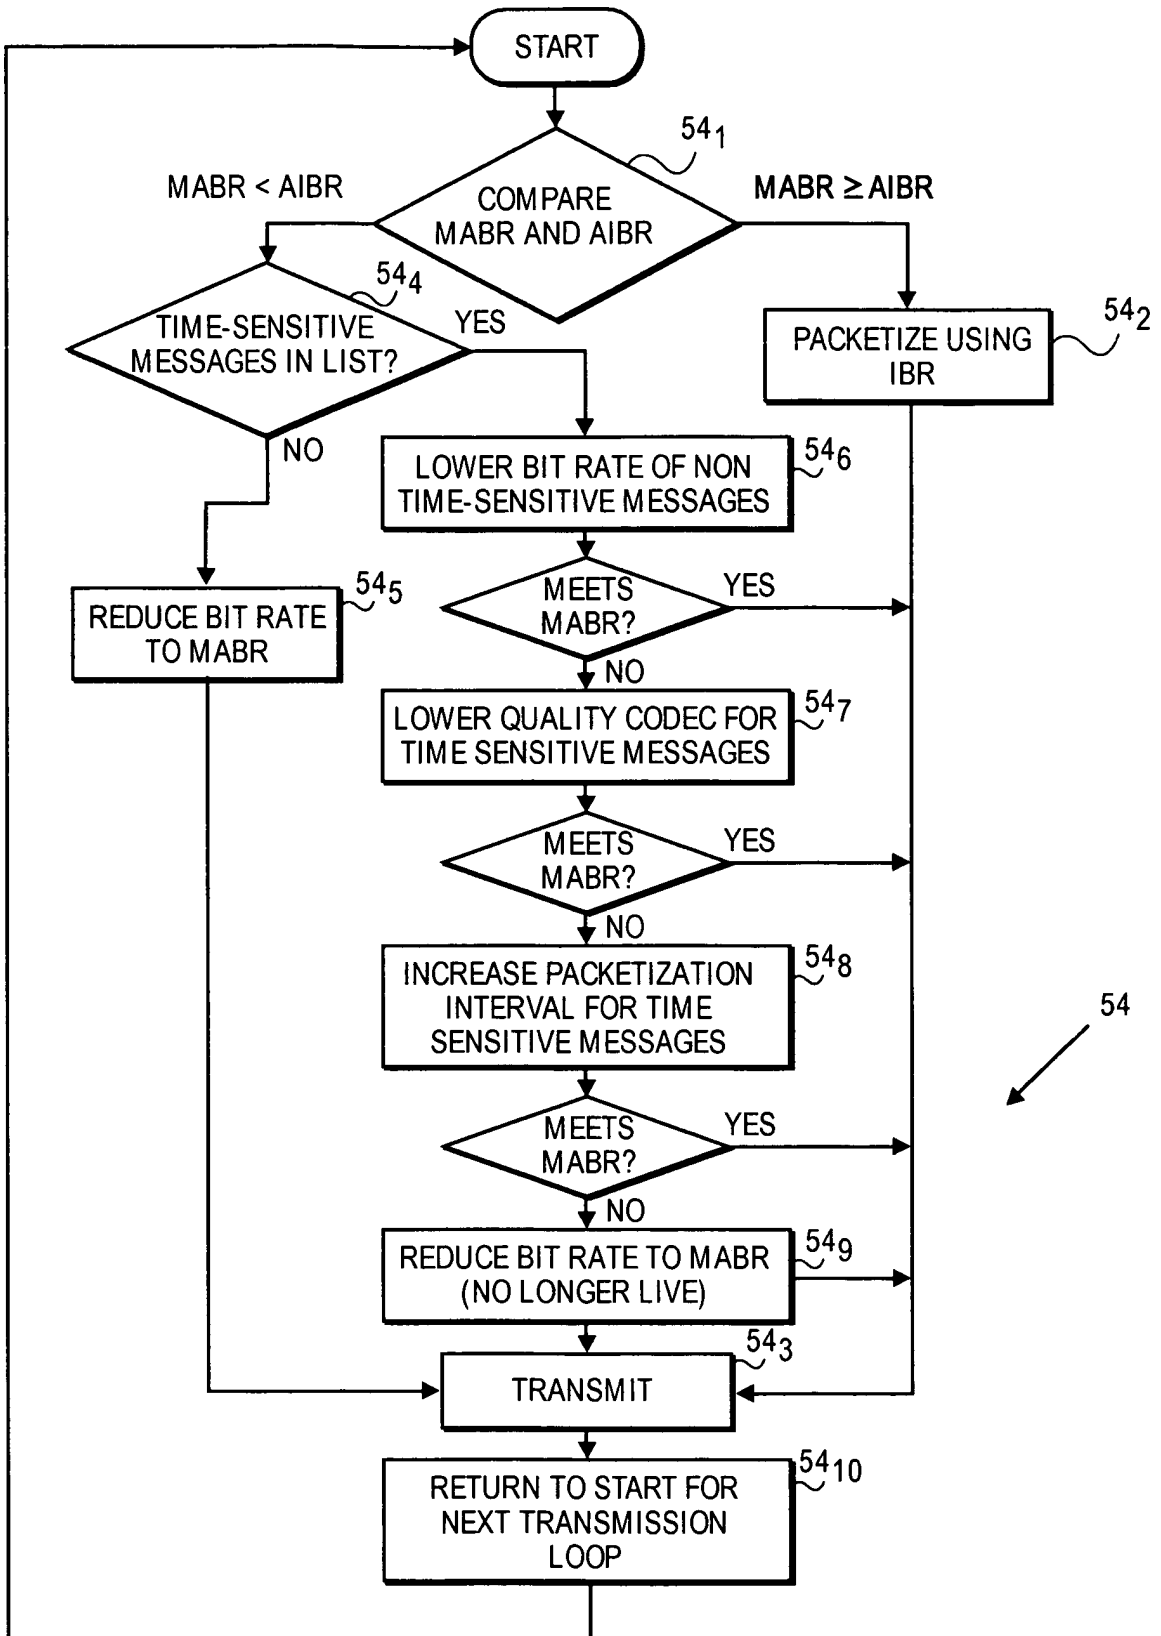 START
54₁
MABR < AIBR
MABR ≥ AIBR
COMPARE
MABR AND AIBR
54₄
TIME-SENSITIVE
MESSAGES IN LIST?
YES
54₂
PACKETIZE USING
IBR
NO
54₆
LOWER BIT RATE OF NON
TIME-SENSITIVE MESSAGES
54₅
REDUCE BIT RATE
TO MABR
MEETS
MABR?
YES
NO
54₇
LOWER QUALITY CODEC FOR
TIME SENSITIVE MESSAGES
MEETS
MABR?
YES
NO
54₈
INCREASE PACKETIZATION
INTERVAL FOR TIME
SENSITIVE MESSAGES
54
MEETS
MABR?
YES
NO
54₉
REDUCE BIT RATE TO MABR
(NO LONGER LIVE)
54₃
TRANSMIT
54₁₀
RETURN TO START FOR
NEXT TRANSMISSION
LOOP